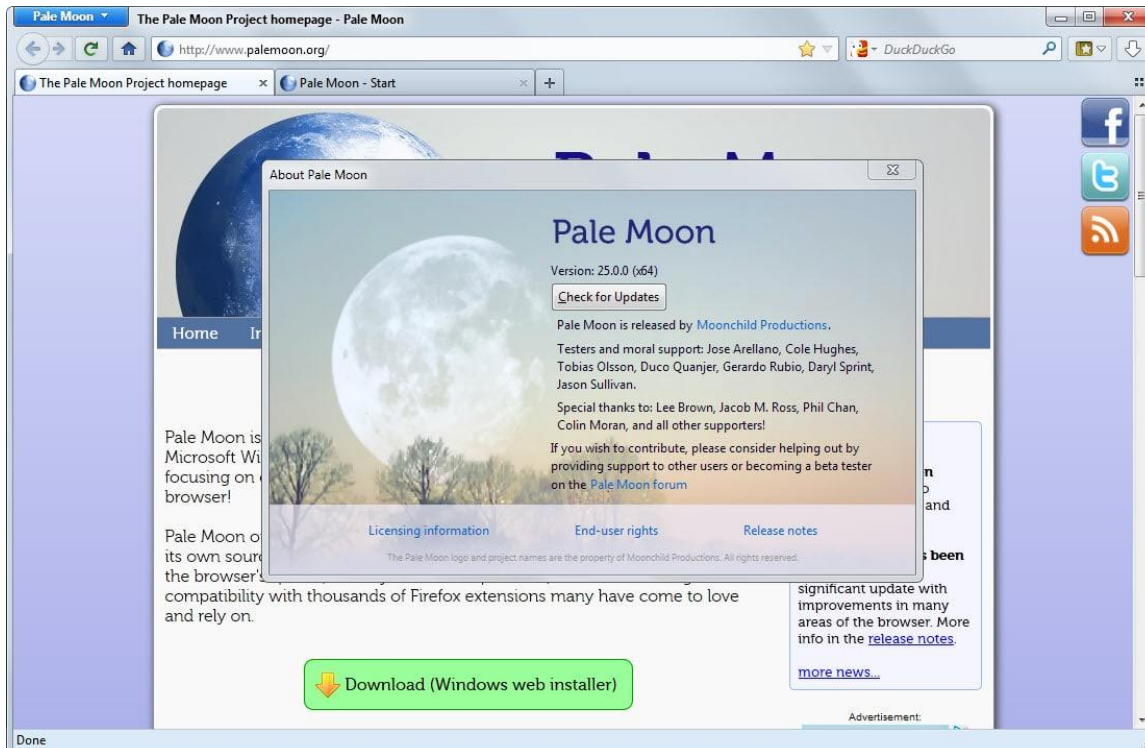 Pale Moon
The Pale Moon Project homepage - Pale Moon
http://www.palemoon.org/
DuckDuckGo
The Pale Moon Project homepage
Pale Moon - Start
About Pale Moon
Pale Moon
Version: 25.0.0 (x64)
Check for Updates
Pale Moon is released by Moonchild Productions.
Testers and moral support: Jose Arellano, Cole Hughes,
Tobias Olsson, Duco Quanjer, Gerardo Rubio, Daryl Sprint,
Jason Sullivan.
Special thanks to: Lee Brown, Jacob M. Ross, Phil Chan,
Colin Moran, and all other supporters!
If you wish to contribute, please consider helping out by
providing support to other users or becoming a beta tester
on the Pale Moon forum
Licensing information
End-user rights
Release notes
The Pale Moon logo and project names are the property of Moonchild Productions. All rights reserved.
Home
Pale Moon is
Microsoft
focusing on
browser!
Pale Moon
its own
the browser's
compatibility with thousands of Firefox extensions many have come to love
and rely on.
Download (Windows web installer)
and
been
significant update with
improvements in many
areas of the browser. More
info in the release notes.
more news...
Advertisement:
Done